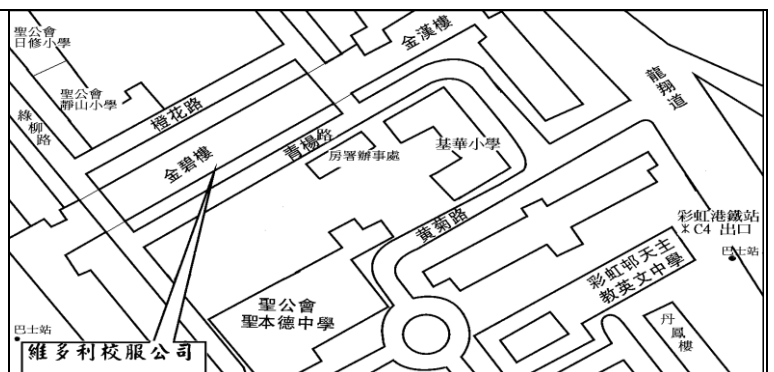 聖公會
日修小學
聖公會
靜山小學
綠柳路
橙花路
金碧樓
青楊路
房署辦事處
金漢樓
基華小學
龍翔道
黃菊路
彩虹港鐵站
C4 出口
巴士站
彩虹邨天主
教英文中學
丹鳳樓
聖公會
聖本德中學
巴士站
維多利校服公司